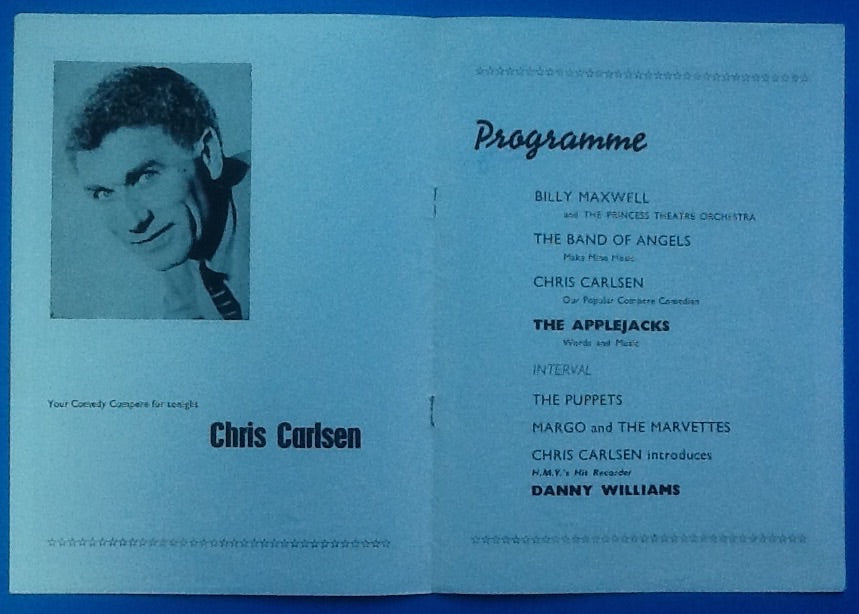 Your Comedy Compere for tonight
Chris Carlsen
Programme
BILLY MAXWELL
and THE PRINCESS THEATRE ORCHESTRA
THE BAND OF ANGELS
Make Mine Music
CHRIS CARLSEN
Our Popular Compere Comedian
THE APPLEJACKS
Words and Music
INTERVAL
THE PUPPETS
MARGO and THE MARVETTES
CHRIS CARLSEN introduces
H.M.V.'s Hit Recorder
DANNY WILLIAMS